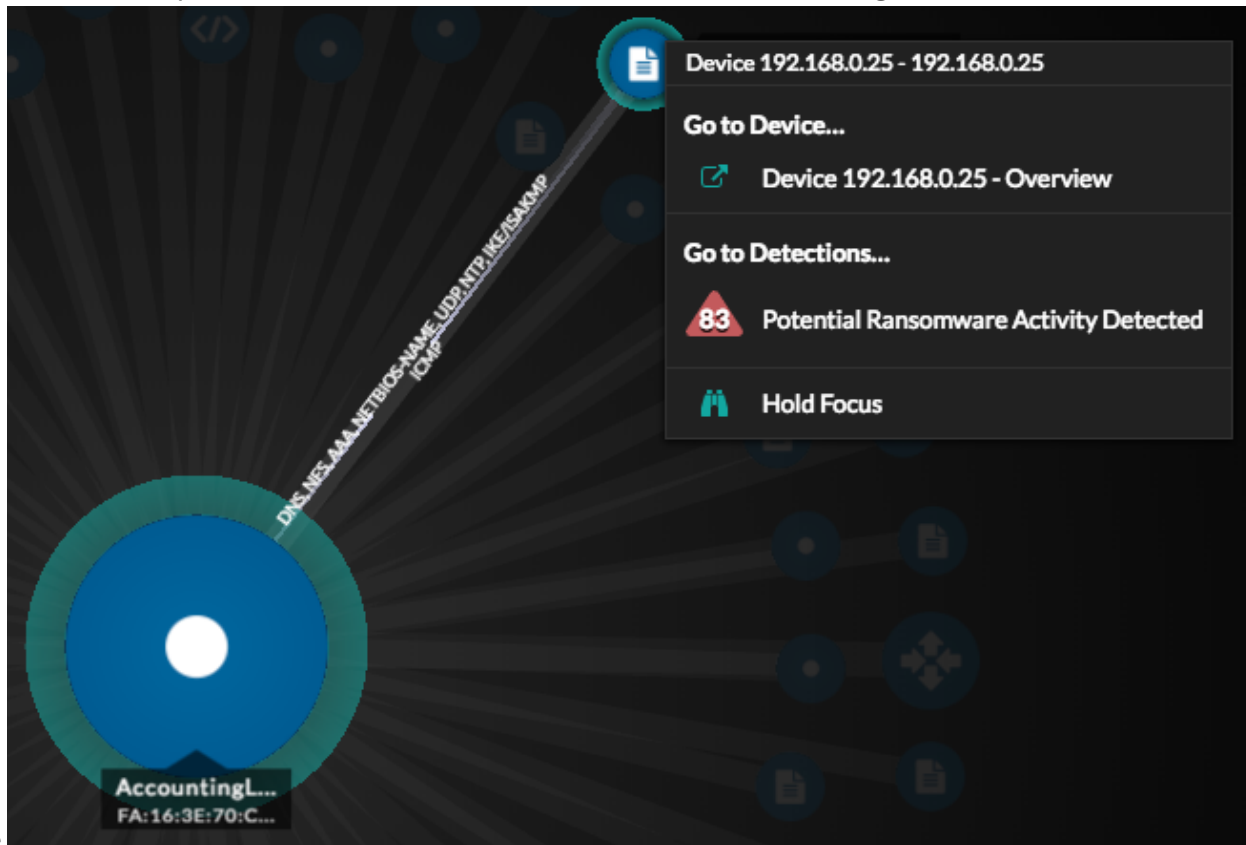 </>
Device 192.168.0.25 - 192.168.0.25
Go to Device...
Device 192.168.0.25 - Overview
Go to Detections...
83 Potential Ransomware Activity Detected
Hold Focus
DNS, NFS, AAA, NETBIOS-NAME, UDP, NTP, IKE/ISAKMP
ICMP
AccountingL...
FA:16:3E:70:C...